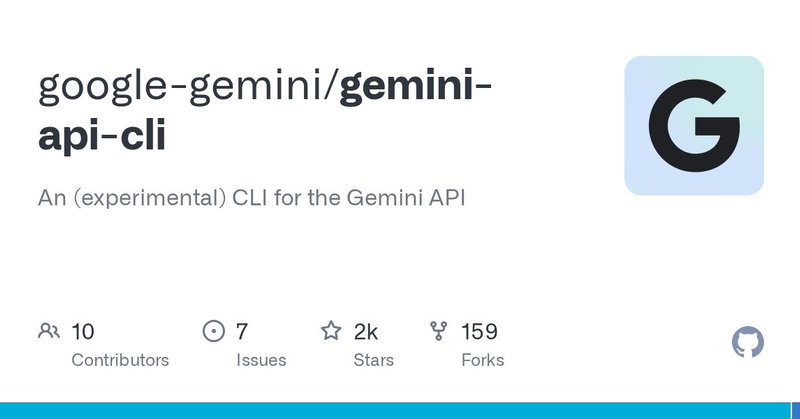 google-gemini/gemini-
api-cli
An (experimental) CLI for the Gemini API
G
10 7 2k 159
Contributors Issues Stars Forks